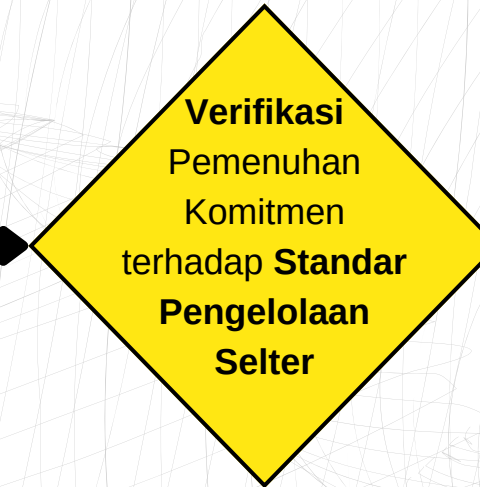 Verifikasi
Pemenuhan
Komitmen
terhadap Standar
Pengelolaan
Selter